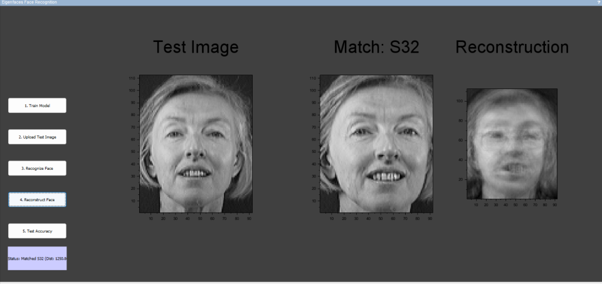 Eigenfaces Face Recognition
Test Image
Match: S32
Reconstruction
1. Train Model
2. Upload Test Image
3. Recognize Face
4. Reconstruct Face
5. Test Accuracy
Status: Matched S32 (Dist: